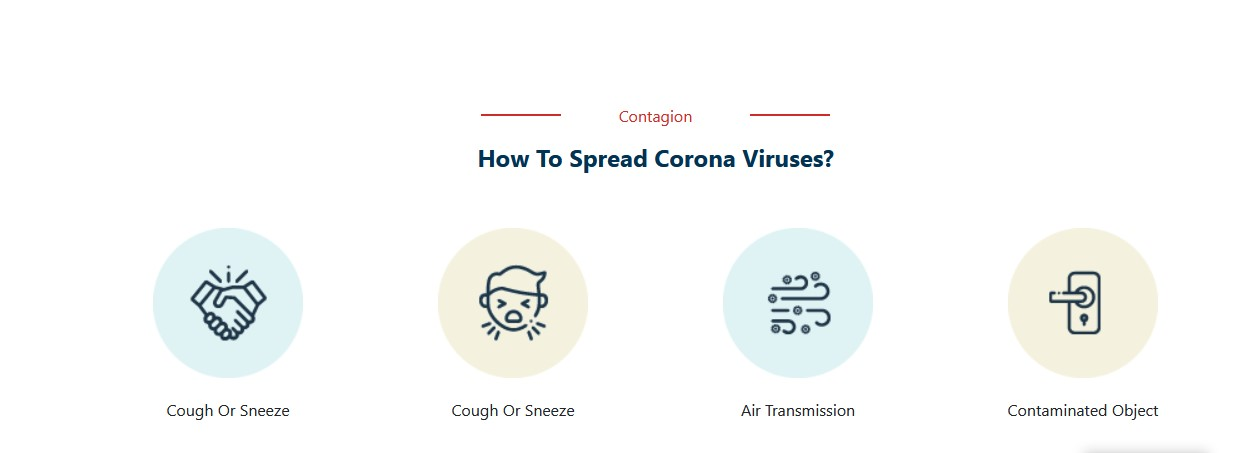 Contagion
How To Spread Corona Viruses?
Cough Or Sneeze
Cough Or Sneeze
Air Transmission
Contaminated Object